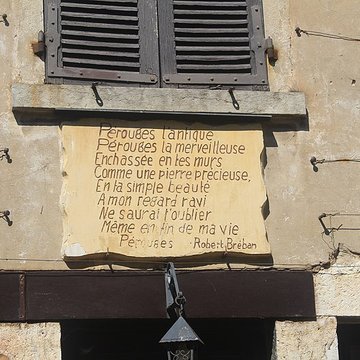 Pérouges l'antique
Pérouges la merveilleuse
Enchassée en tes murs
Comme une pierre précieuse,
En ta simple beauté
A mon regard ravi
Ne saurai t'oublier
Même en fin de ma vie
Pérouges Robert Bréban